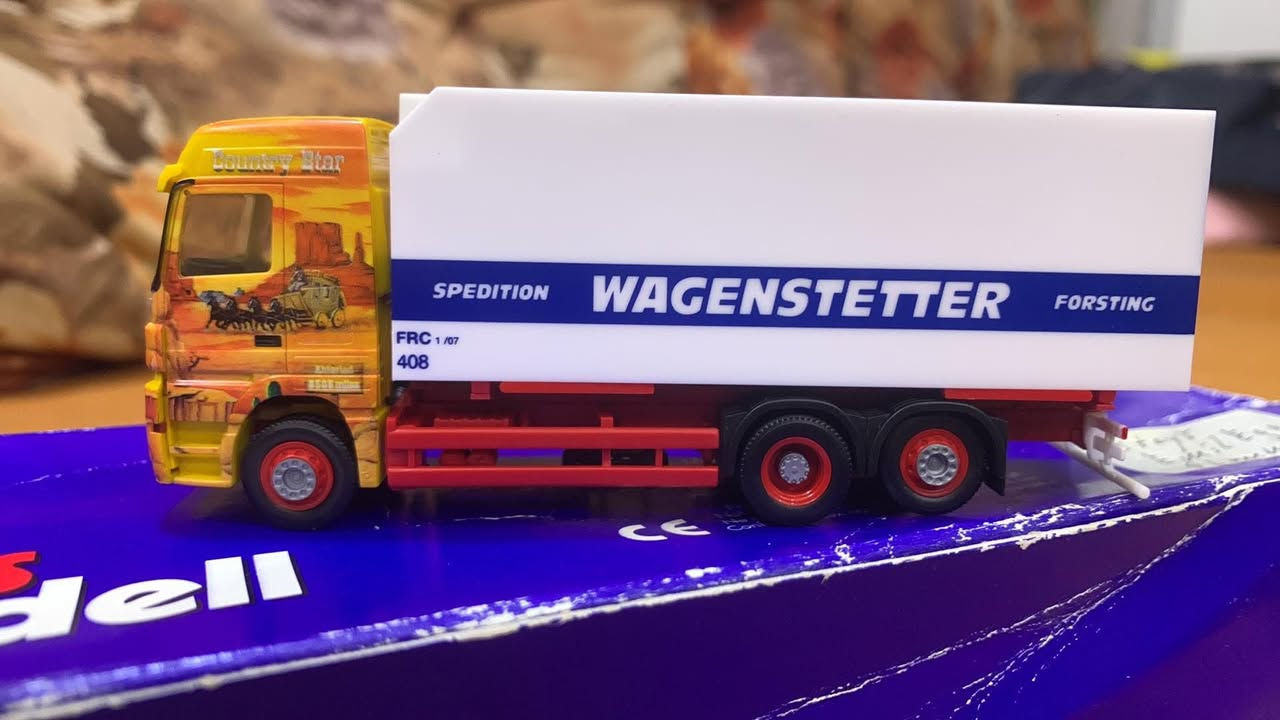 Country Star
SPEDITION WAGENSTETTER FORSTING
FRC 1 /07
408
CE
dell